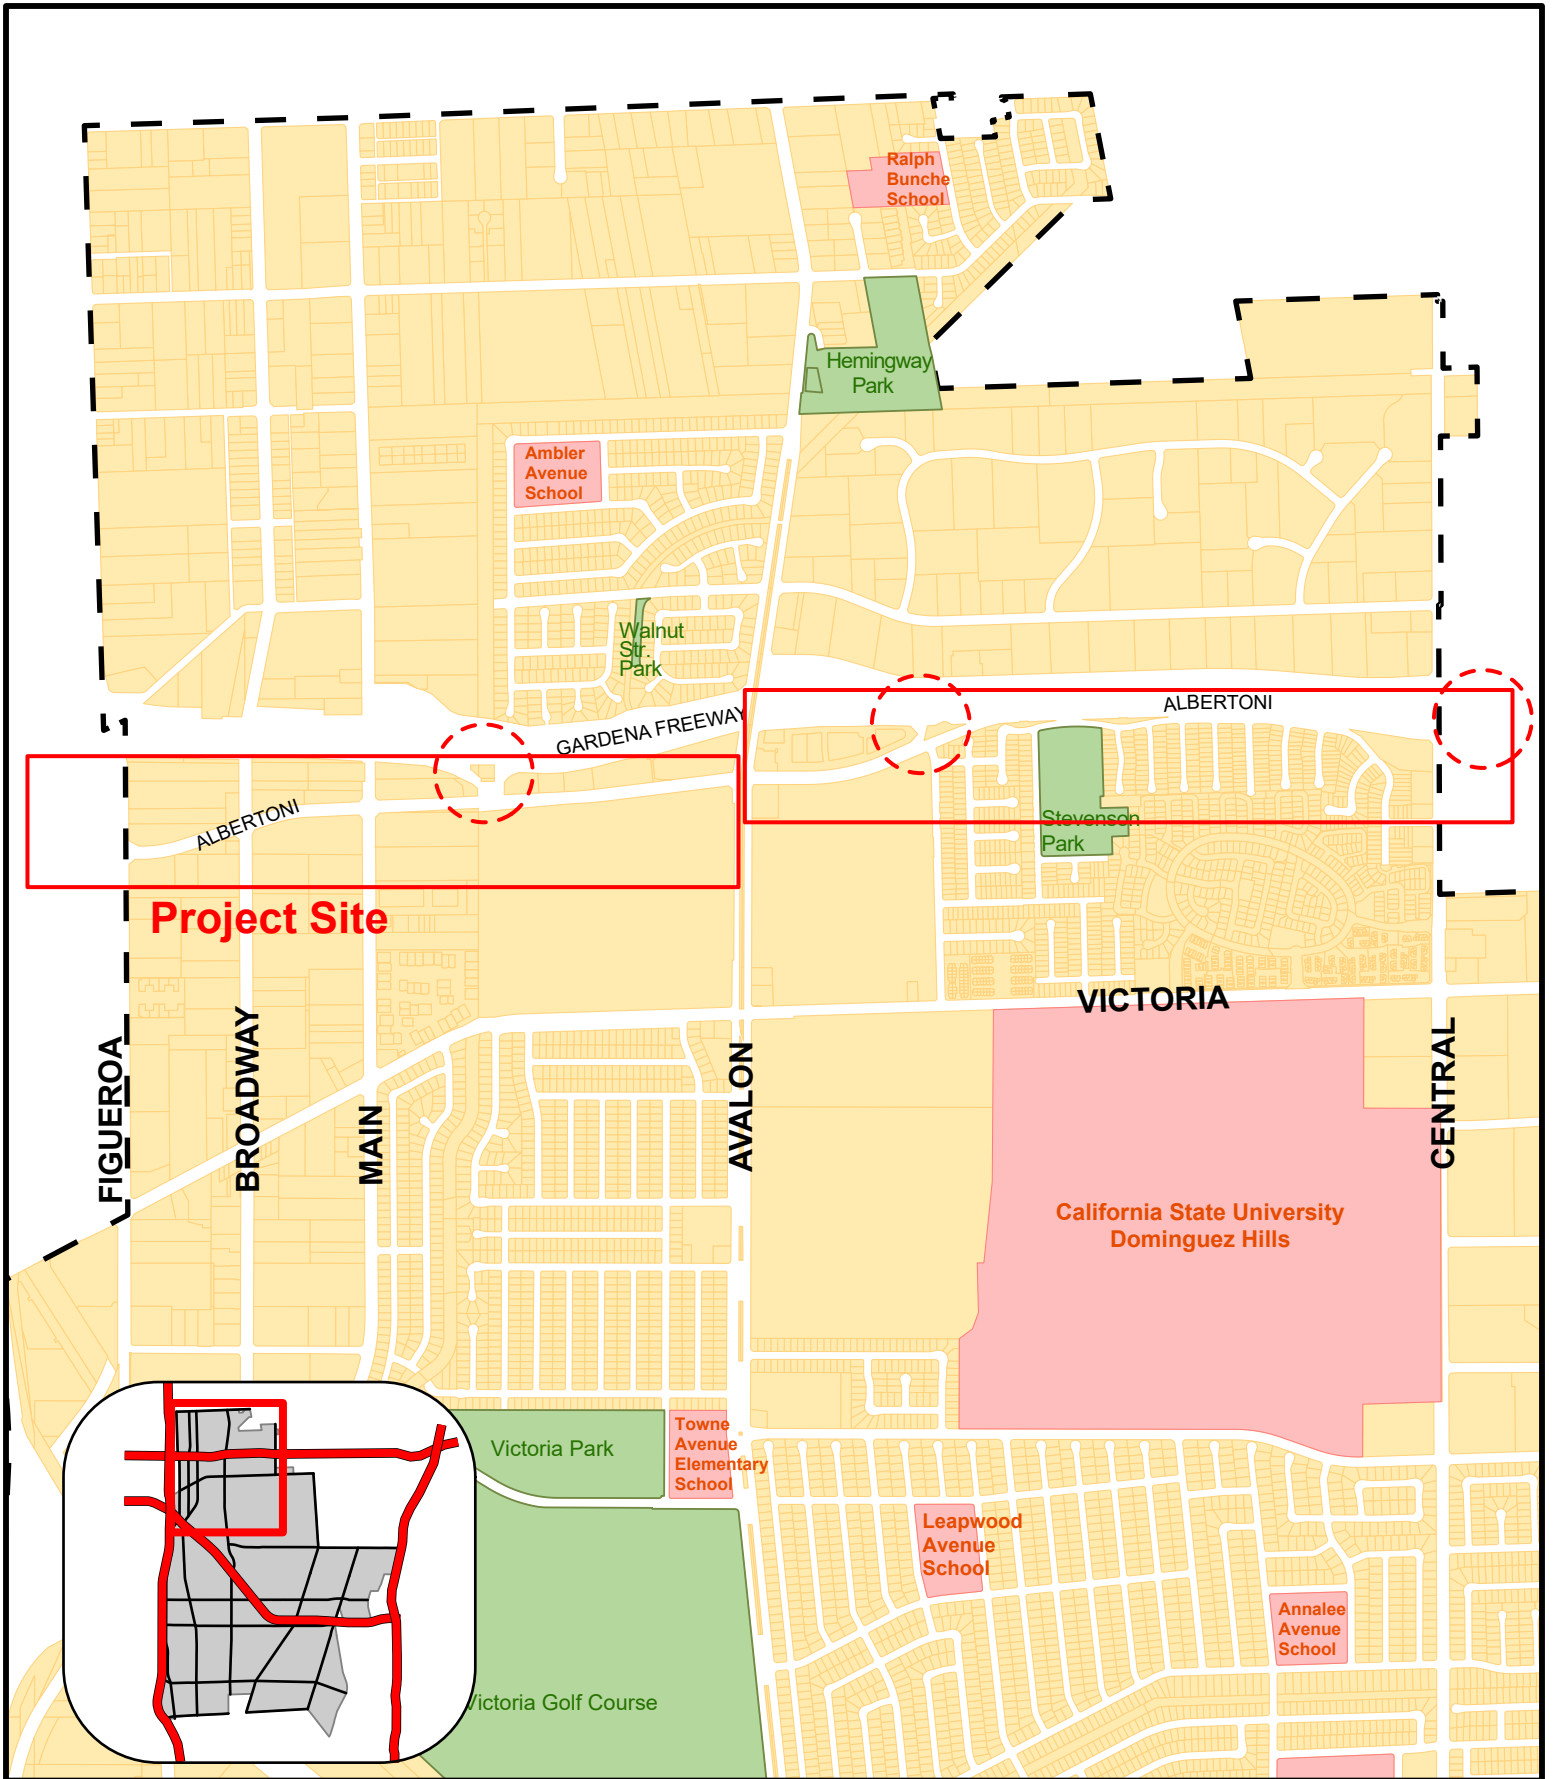 Ralph
Bunche
School
Hemingway
Park
Ambler
Avenue
School
Walnut
Str.
Park
GARDENA FREEWAY
ALBERTONI
ALBERTONI
Stevenson
Park
Project Site
VICTORIA
FIGUEROA
BROADWAY
MAIN
AVALON
CENTRAL
California State University
Dominguez Hills
Victoria Park
Towne
Avenue
Elementary
School
Leapwood
Avenue
School
Annalee
Avenue
School
Victoria Golf Course